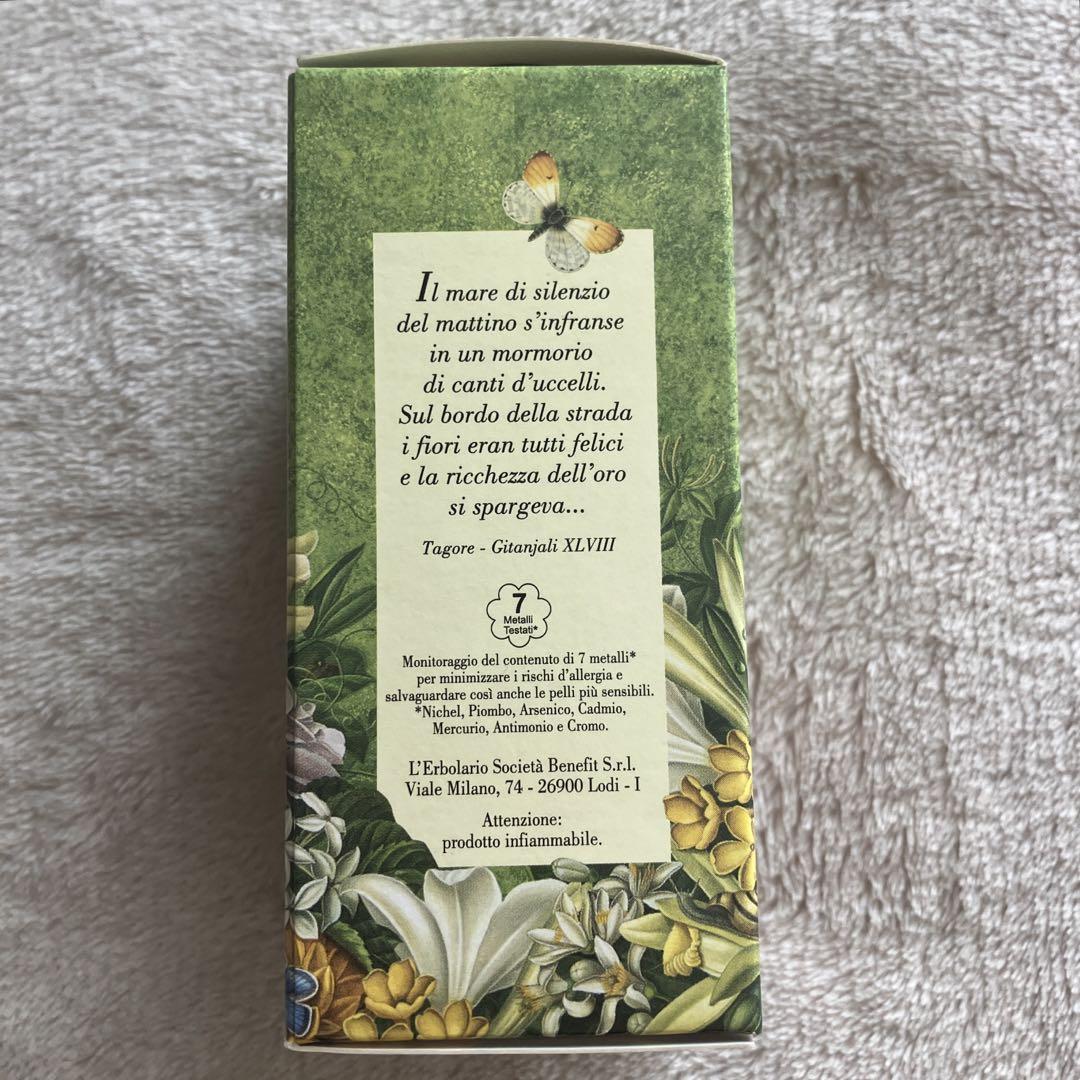 Il mare di silenzio
del mattino s'infranse
in un mormorio
di canti d'uccelli.
Sul bordo della strada
i fiori eran tutti felici
e la ricchezza dell'oro
si spargeva...
Tagore - Gitanjali XLVIII
7
Metalli
Testati*
Monitoraggio del contenuto di 7 metalli*
per minimizzare i rischi d'allergia e
salvaguardare così anche le pelli più sensibili.
*Nichel, Piombo, Arsenico, Cadmio,
Mercurio, Antimonio e Cromo.
L'Erbolario Società Benefit S.r.l.
Viale Milano, 74 - 26900 Lodi - I
Attenzione:
prodotto infiammabile.